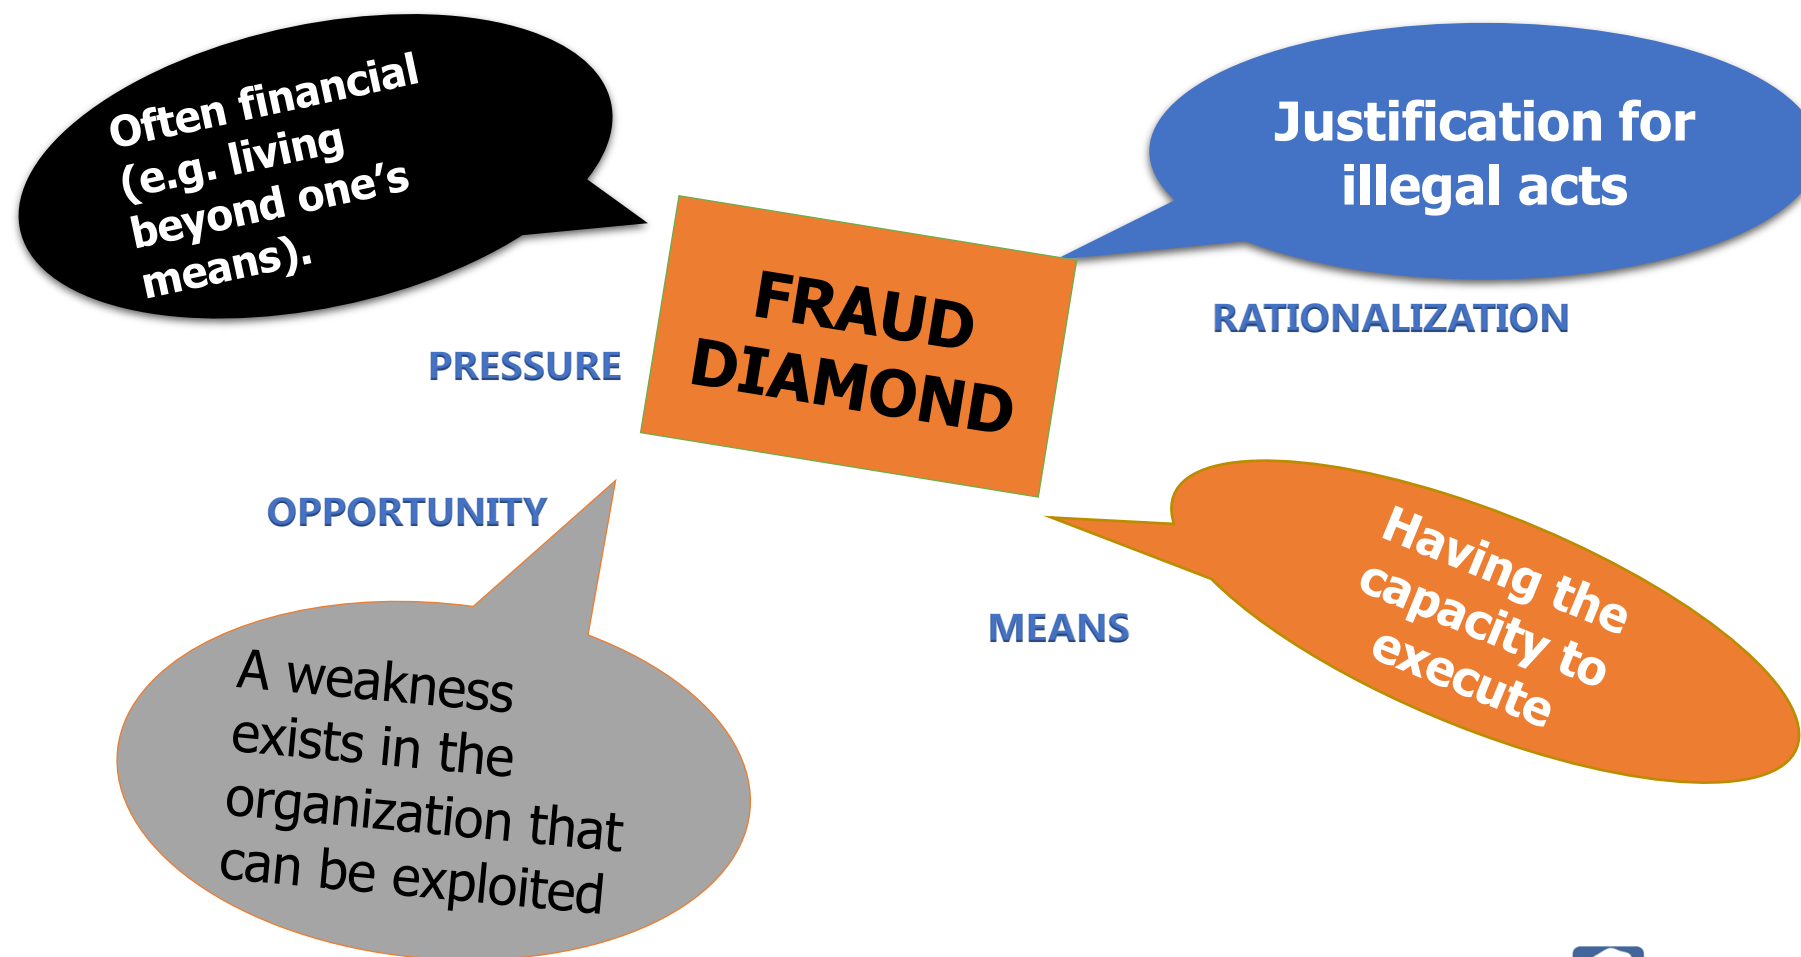 Often financial
(e.g. living
beyond one’s
means).
Justification for
illegal acts
FRAUD
DIAMOND
RATIONALIZATION
PRESSURE
OPPORTUNITY
Having the
capacity to
execute
MEANS
A weakness
exists in the
organization that
can be exploited